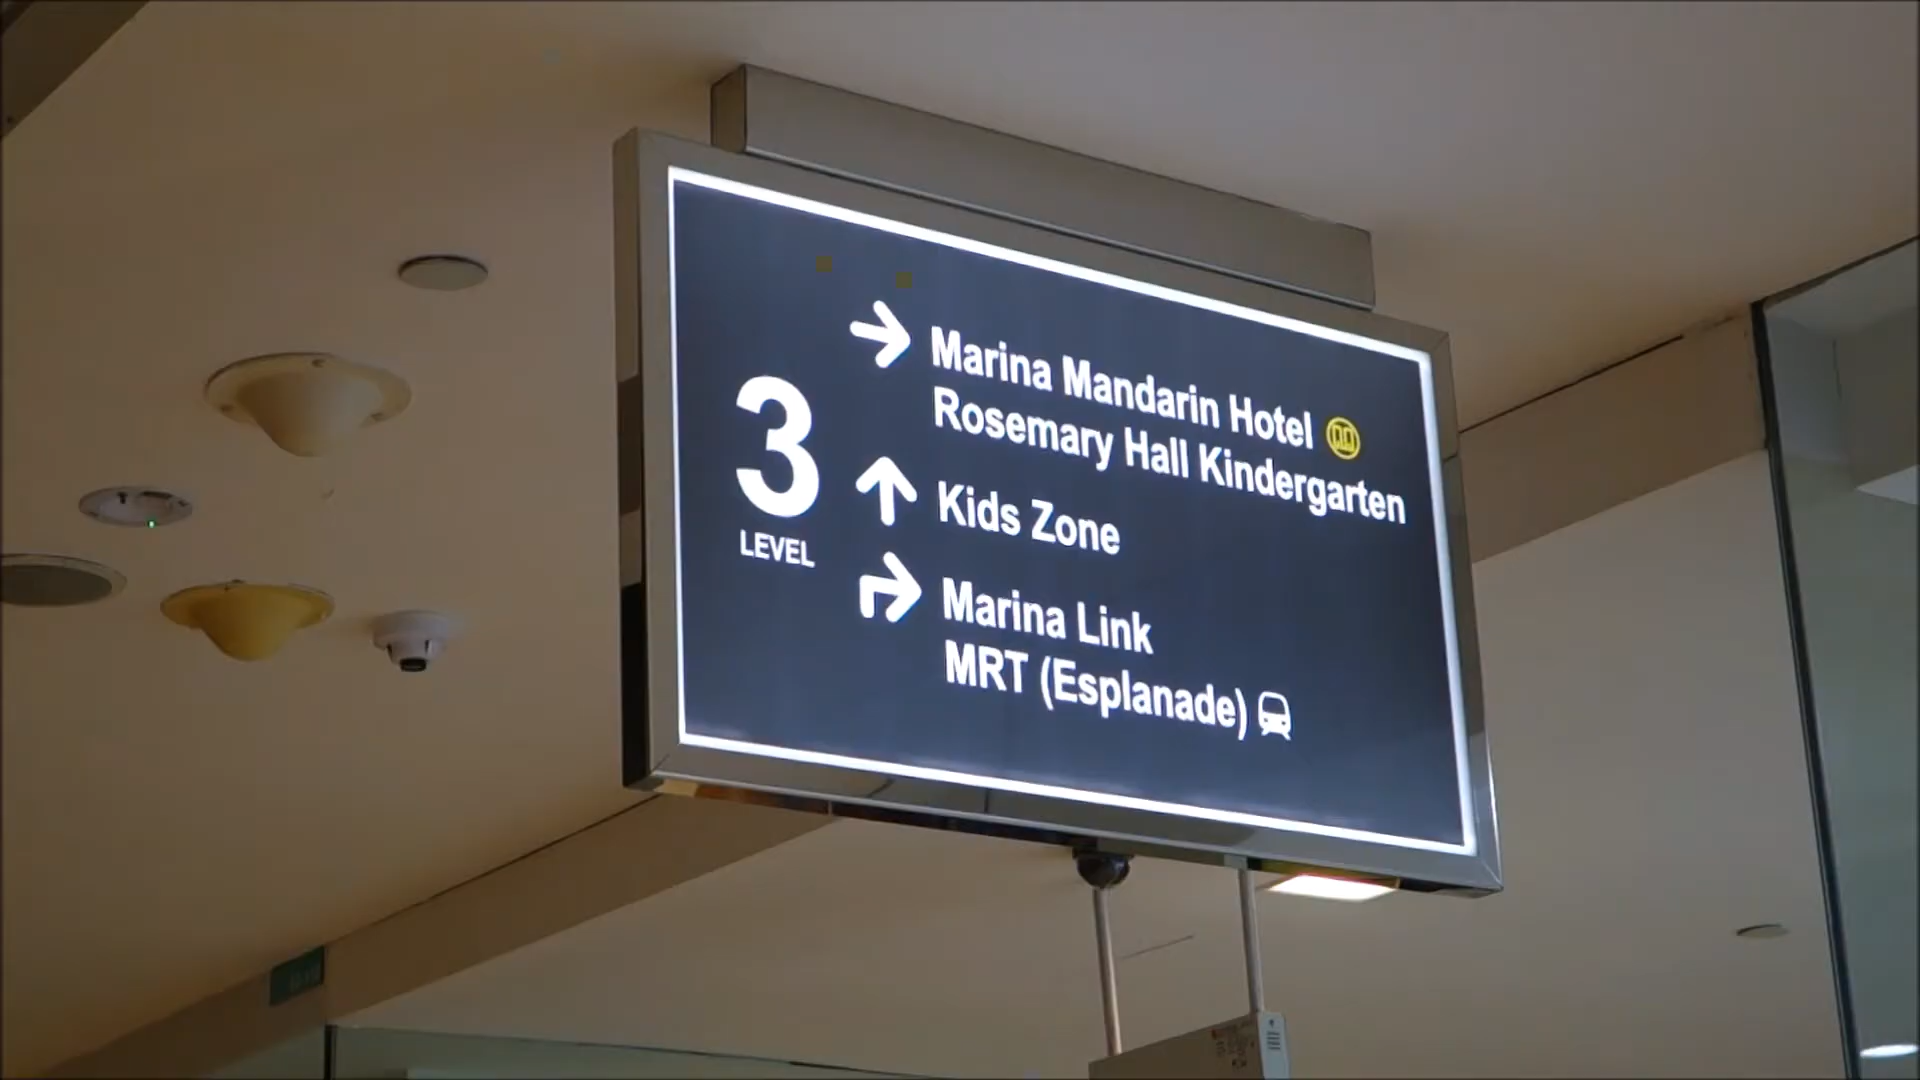 3
LEVEL
Marina Mandarin Hotel
Rosemary Hall Kindergarten
Kids Zone
Marina Link
MRT (Esplanade)